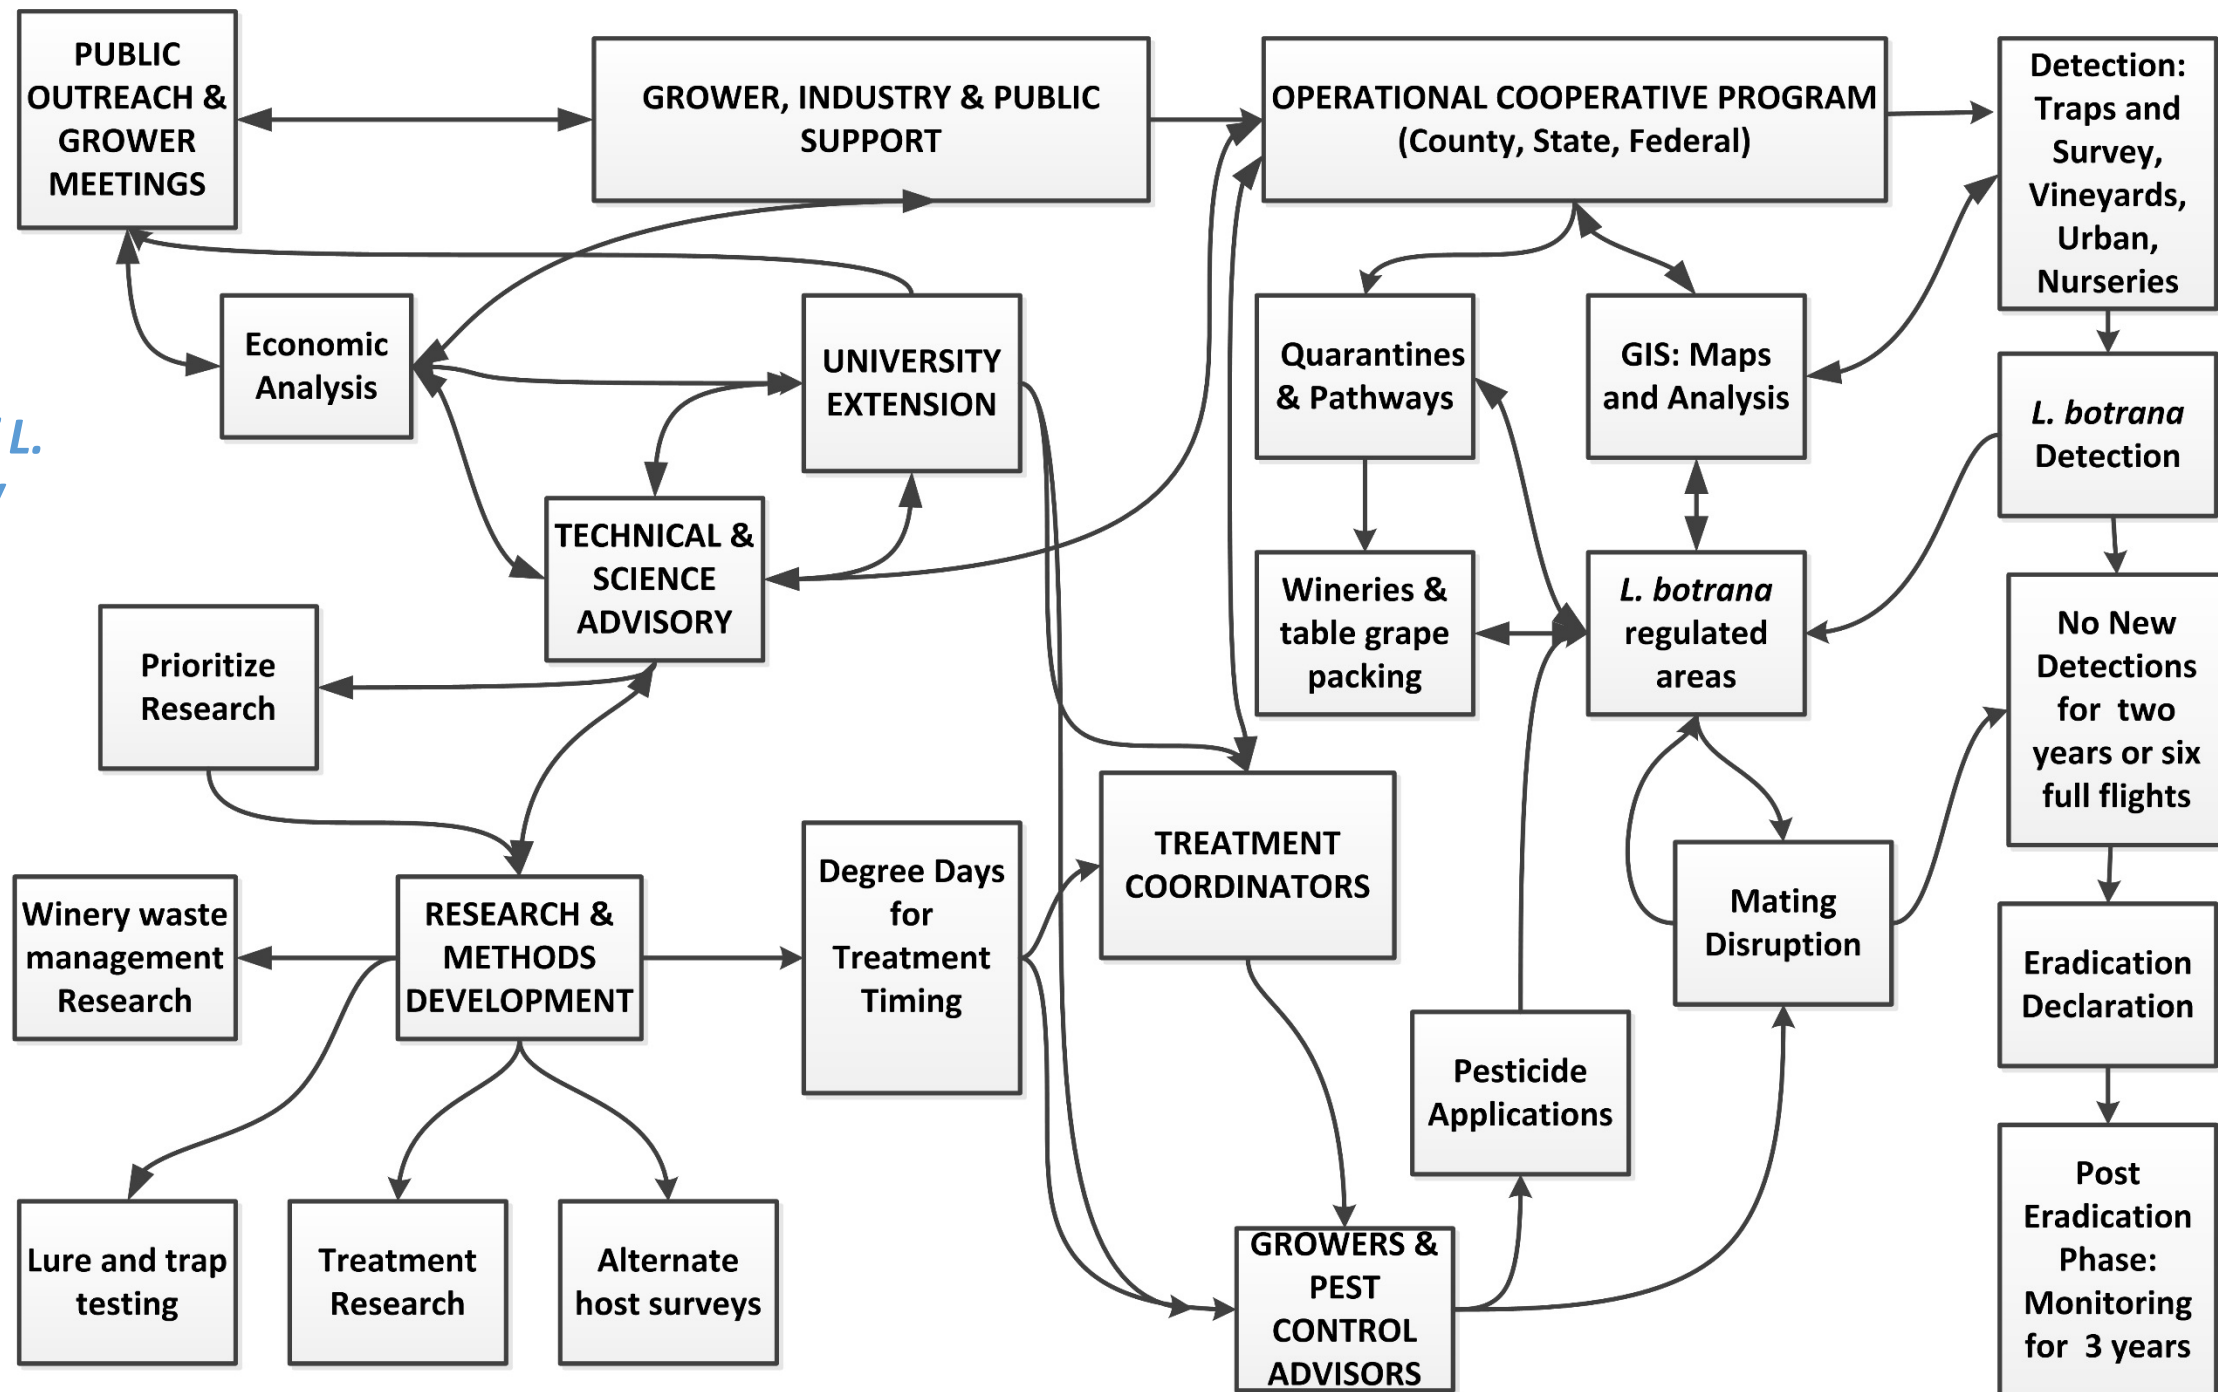 PUBLIC
OUTREACH &
GROWER
MEETINGS
GROWER, INDUSTRY & PUBLIC
SUPPORT
OPERATIONAL COOPERATIVE PROGRAM
(County, State, Federal)
Detection:
Traps and
Survey,
Vineyards,
Urban,
Nurseries
Economic
Analysis
UNIVERSITY
EXTENSION
Quarantines
& Pathways
GIS: Maps
and Analysis
L. botrana
Detection
L.
TECHNICAL &
SCIENCE
ADVISORY
Wineries &
table grape
packing
L. botrana
regulated
areas
No New
Detections
for two
years or six
full flights
Prioritize
Research
Winery waste
management
Research
RESEARCH &
METHODS
DEVELOPMENT
Degree Days
for
Treatment
Timing
TREATMENT
COORDINATORS
Mating
Disruption
Eradication
Declaration
Pesticide
Applications
Lure and trap
testing
Treatment
Research
Alternate
host surveys
GROWERS &
PEST
CONTROL
ADVISORS
Post
Eradication
Phase:
Monitoring
for 3 years